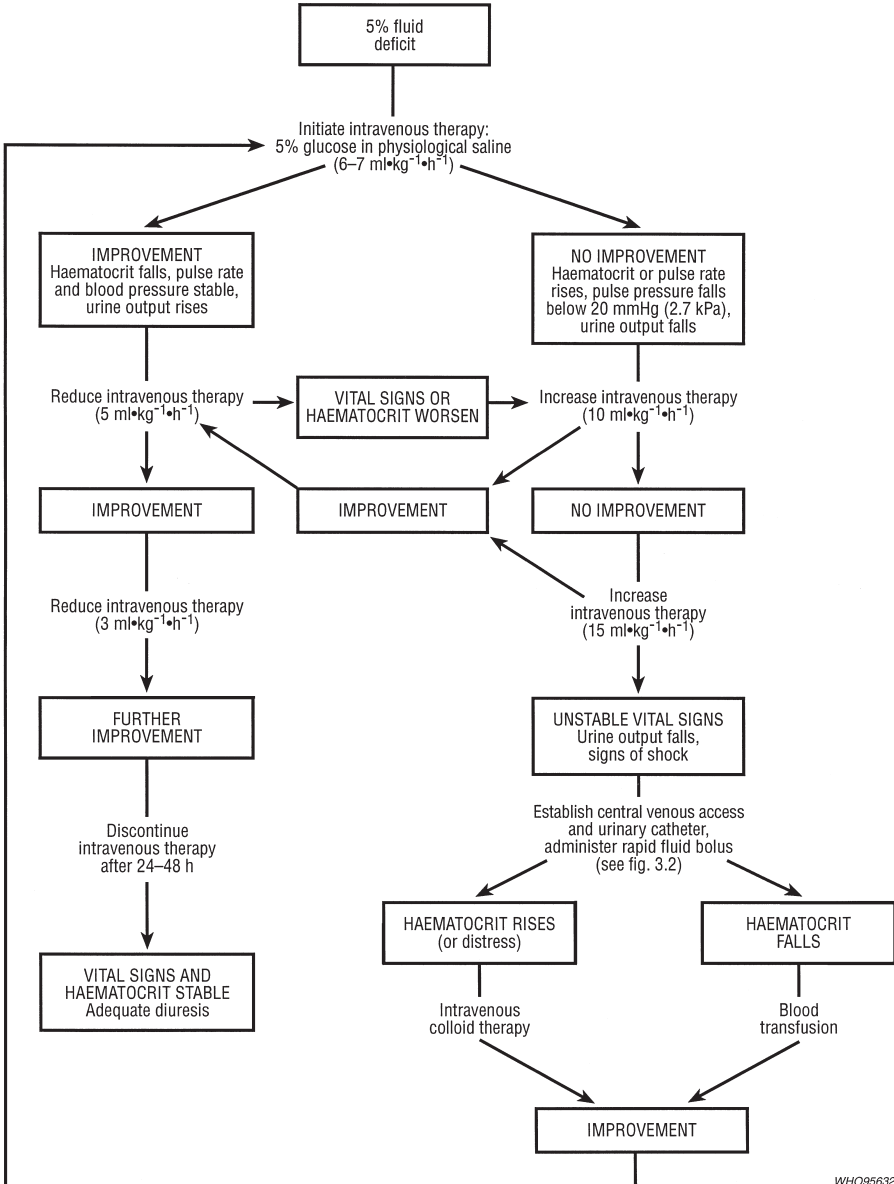 5% fluid
deficit
Initiate intravenous therapy:
5% glucose in physiological saline
(6–7 ml•kg⁻¹•h⁻¹)
IMPROVEMENT
Haematocrit falls, pulse rate
and blood pressure stable,
urine output rises
NO IMPROVEMENT
Haematocrit or pulse rate
rises, pulse pressure falls
below 20 mmHg (2.7 kPa),
urine output falls
Reduce intravenous therapy
(5 ml•kg⁻¹•h⁻¹)
VITAL SIGNS OR
HAEMATOCRIT WORSEN
Increase intravenous therapy
(10 ml•kg⁻¹•h⁻¹)
IMPROVEMENT
IMPROVEMENT
NO IMPROVEMENT
Reduce intravenous therapy
(3 ml•kg⁻¹•h⁻¹)
Increase
intravenous therapy
(15 ml•kg⁻¹•h⁻¹)
FURTHER
IMPROVEMENT
UNSTABLE VITAL SIGNS
Urine output falls,
signs of shock
Discontinue
intravenous therapy
after 24–48 h
Establish central venous access
and urinary catheter,
administer rapid fluid bolus
(see fig. 3.2)
HAEMATOCRIT RISES
(or distress)
HAEMATOCRIT
FALLS
VITAL SIGNS AND
HAEMATOCRIT STABLE
Adequate diuresis
Intravenous
colloid therapy
Blood
transfusion
IMPROVEMENT
WHO95632